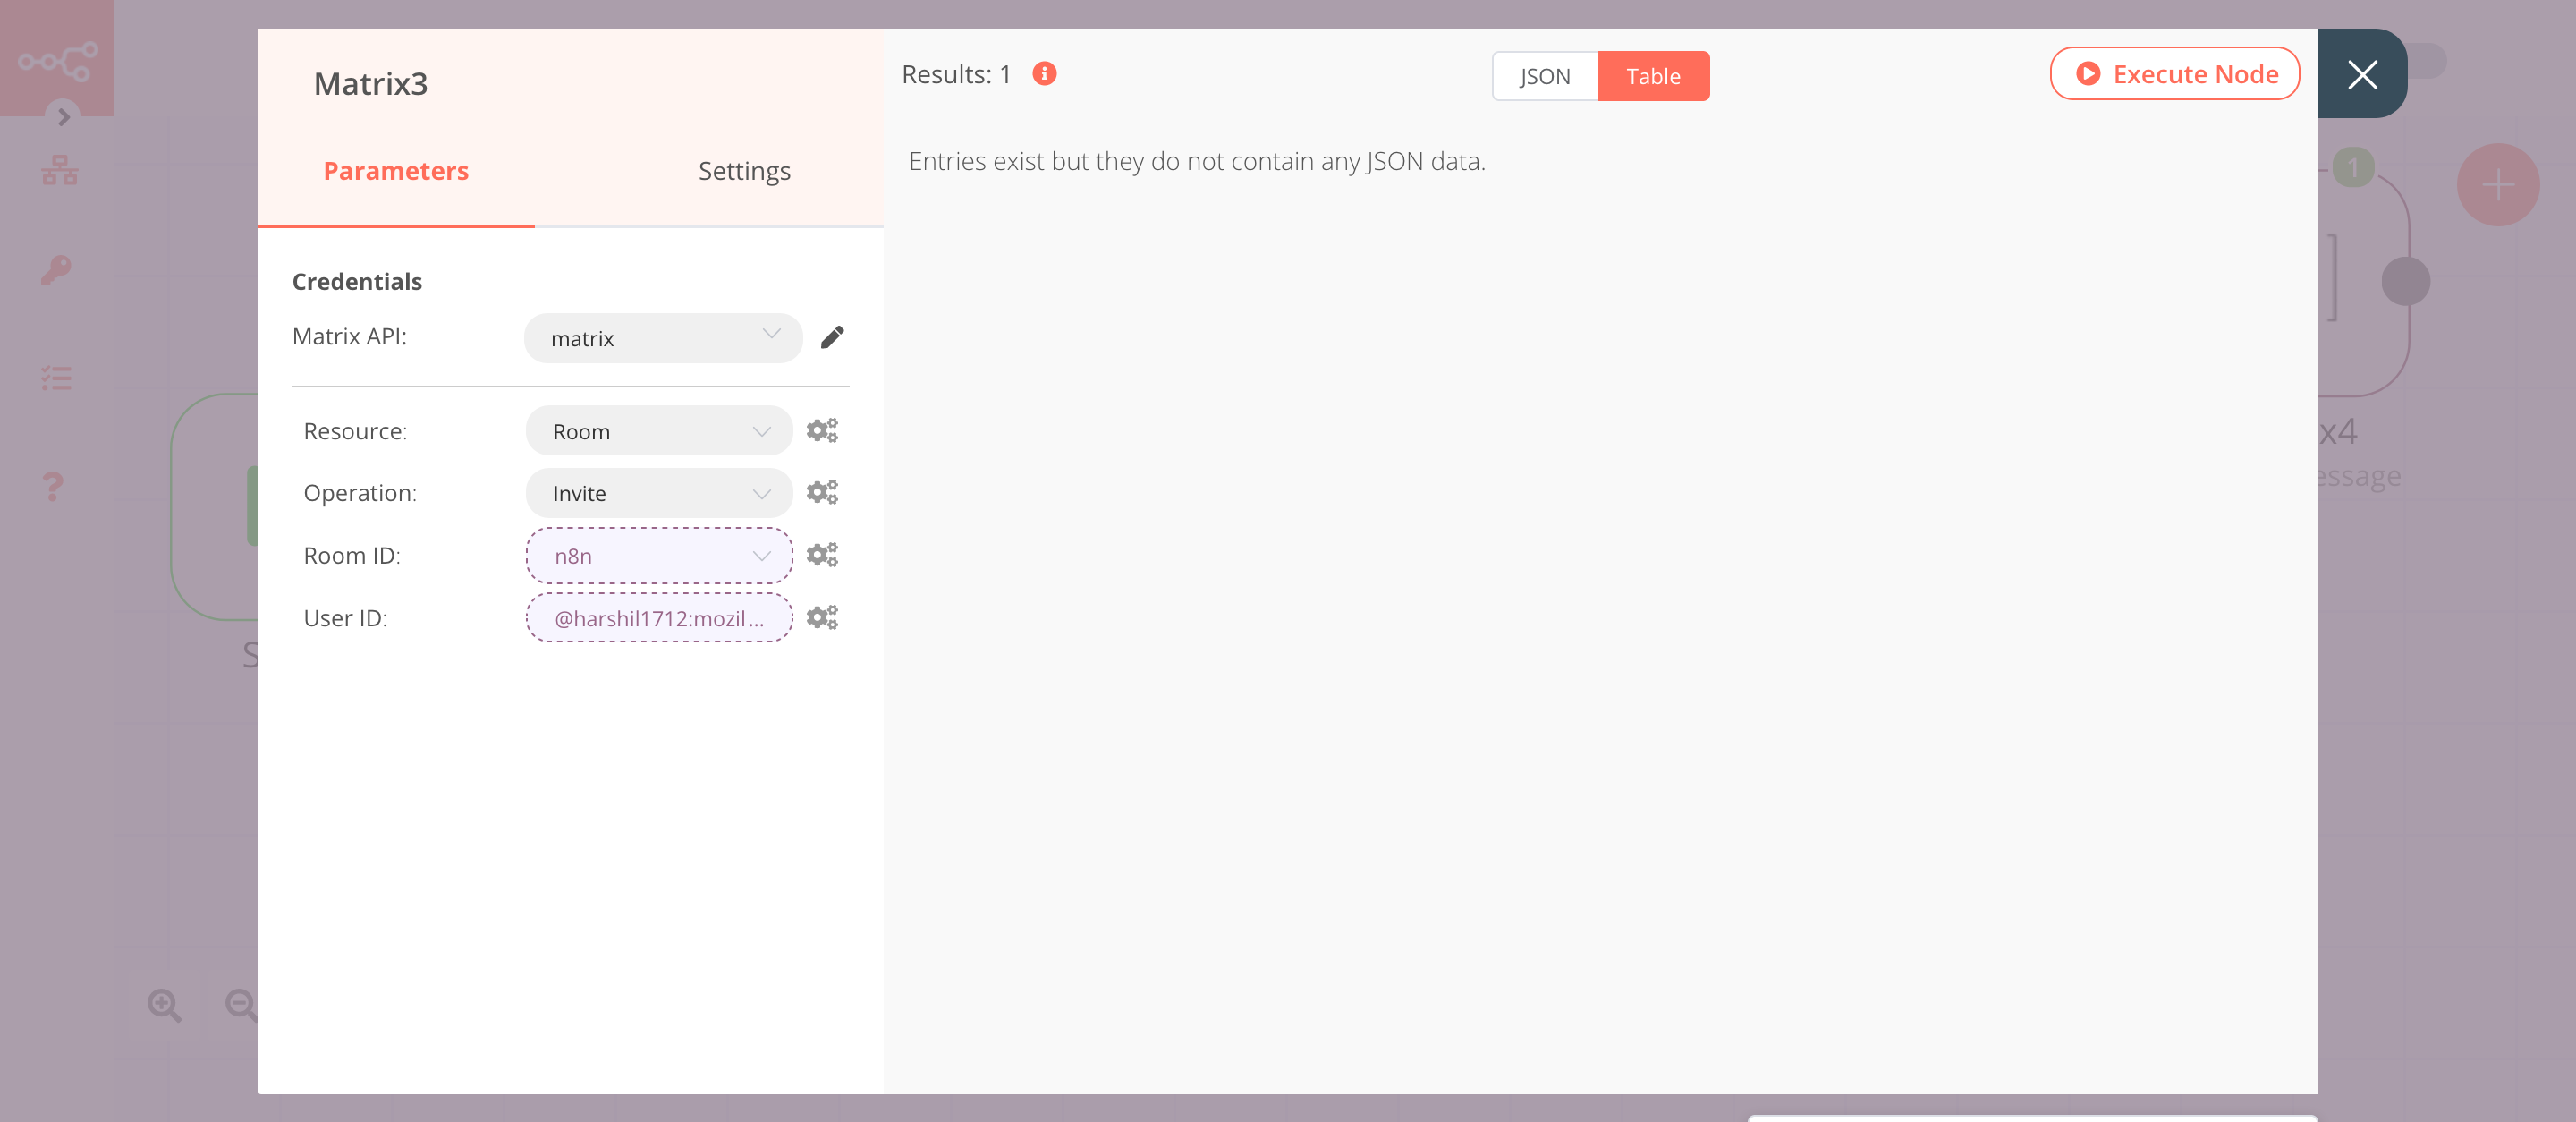 Matrix3
Parameters
Settings
Credentials
Matrix API:
matrix
Resource:
Room
Operation:
Invite
Room ID:
n8n
User ID:
@harshil1712:mozil...
Results: 1
JSON
Table
Execute Node
Entries exist but they do not contain any JSON data.
1
x4
essage
S